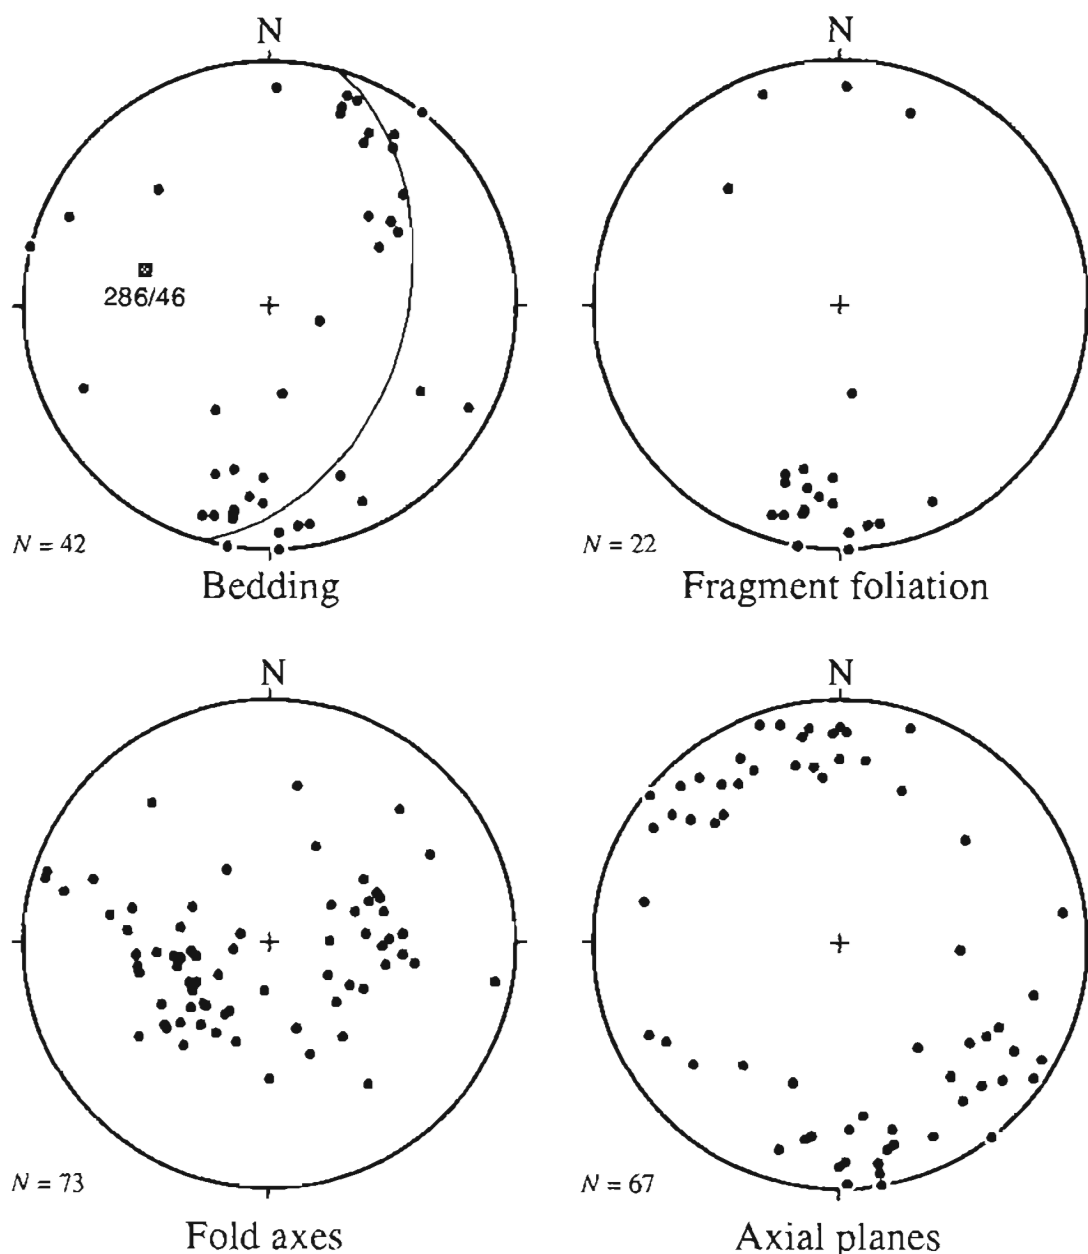 N
N
286/46
N = 42
N = 22
Bedding
Fragment foliation
N
N
N = 73
N = 67
Fold axes
Axial planes